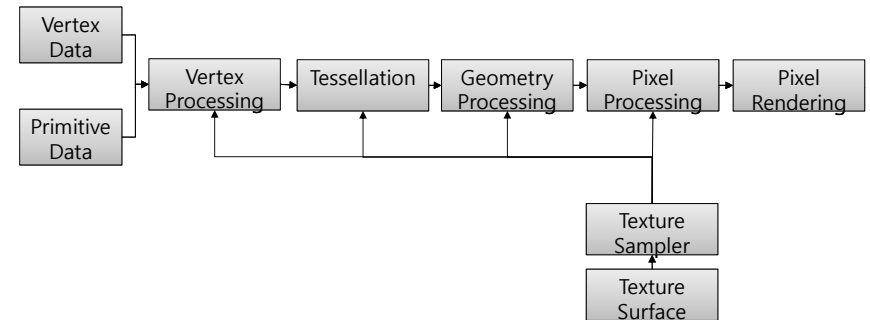 Vertex
Data
Primitive
Data
Vertex
Processing
Tessellation
Geometry
Processing
Pixel
Processing
Pixel
Rendering
Texture
Sampler
Texture
Surface